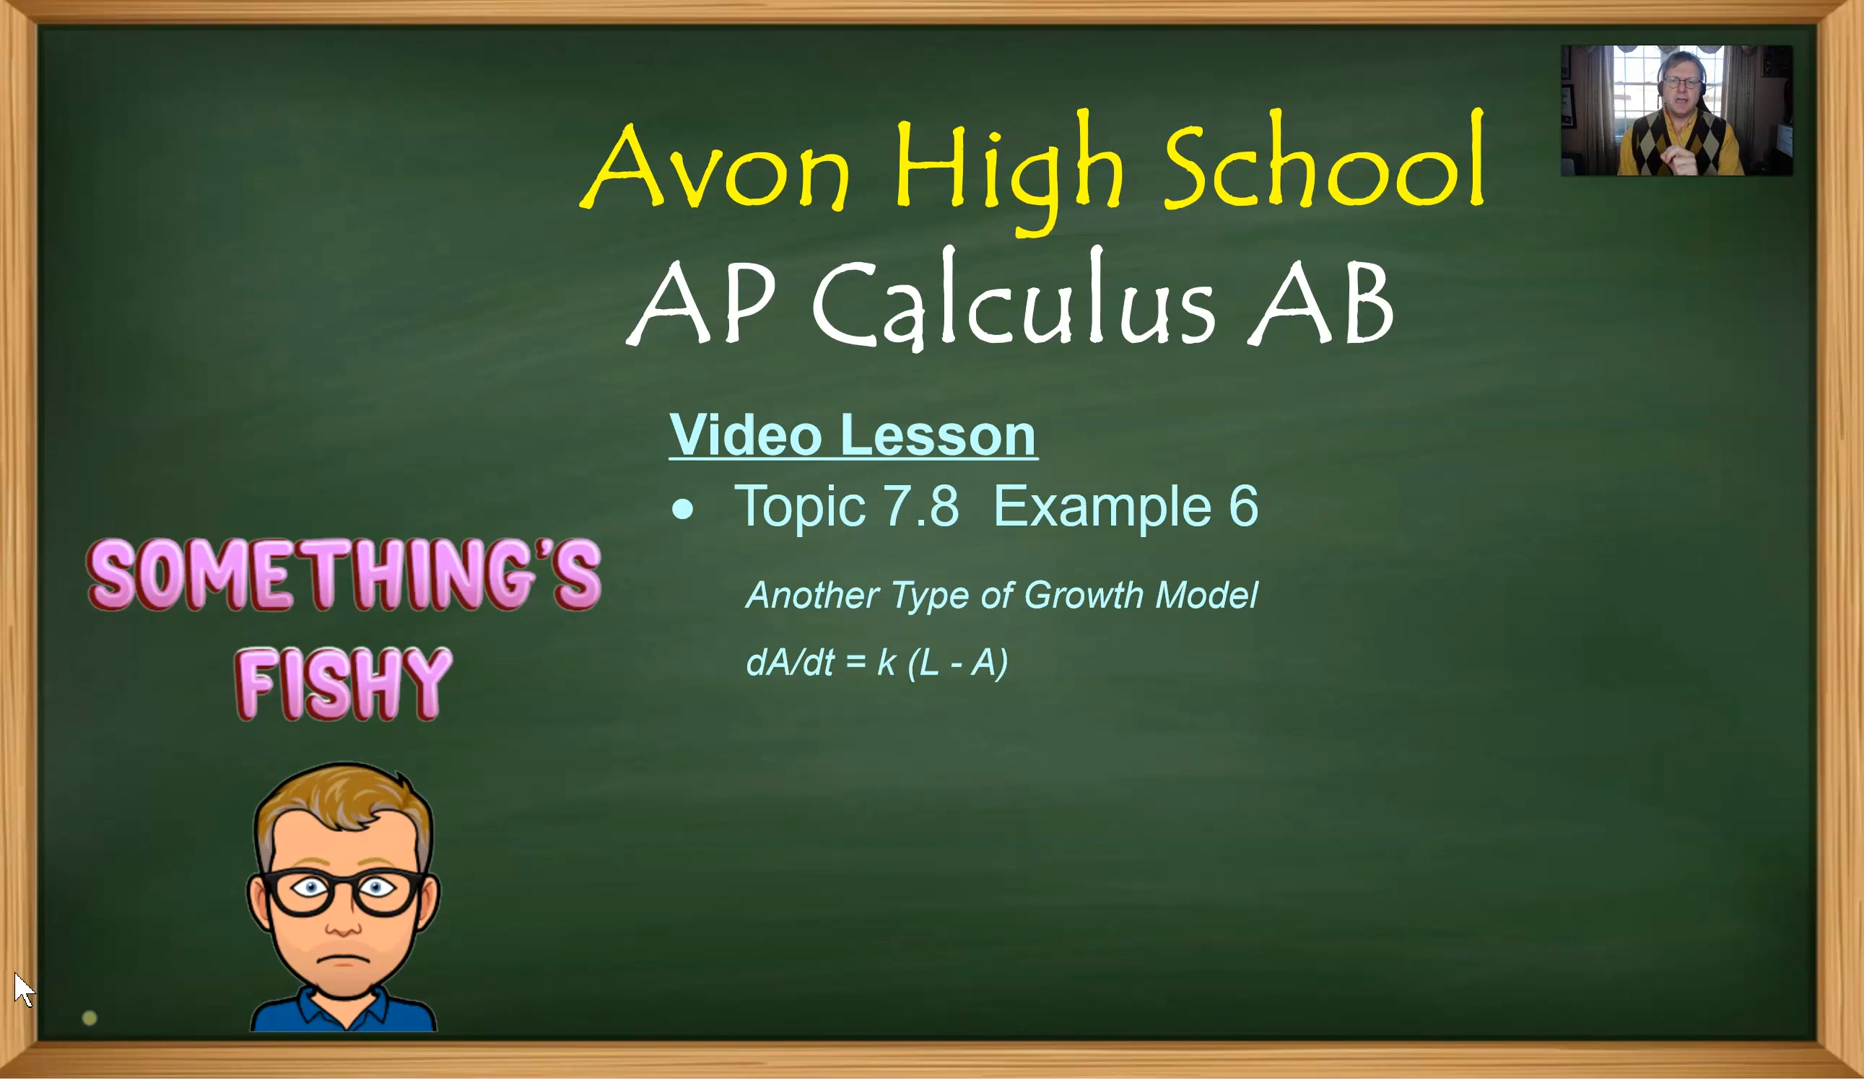 Avon High School
AP Calculus AB
Video Lesson
• Topic 7.8 Example 6
Another Type of Growth Model
dA/dt = k (L - A)
SOMETHING'S
FISHY